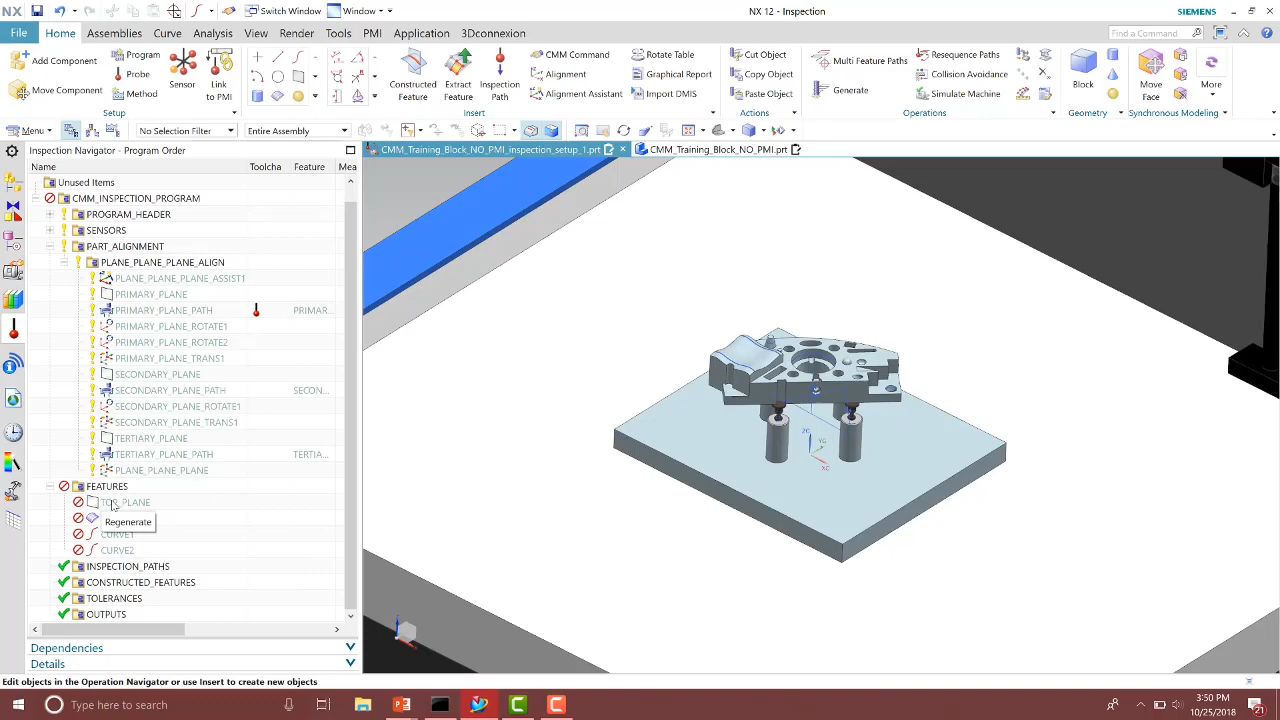 NX
Switch Window
Window
NX 12 - Inspection
SIEMENS
File
Home
Assemblies
Curve
Analysis
View
Render
Tools
PMI
Application
3Dconnexion
Find a Command
Add Component
Move Component
Program
Probe
Method
Sensor
Link to PMI
Setup
Constructed Feature
Extract Feature
Inspection Path
CMM Command
Alignment
Alignment Assistant
Rotate Table
Graphical Report
Import DMIS
Insert
Cut Object
Copy Object
Paste Object
Actions
Multi Feature Paths
Generate
Resequence Paths
Collision Avoidance
Simulate Machine
Operations
Block
Geometry
Move Face
More
Synchronous Modeling
Menu
No Selection Filter
Entire Assembly
Inspection Navigator - Program Order
CMM_Training_Block_NO_PMI_inspection_setup_1.prt
CMM_Training_Block_NO_PMI.prt
Name
Toolcha
Feature
Mea
Unused Items
CMM_INSPECTION_PROGRAM
PROGRAM_HEADER
SENSORS
PART_ALIGNMENT
PLANE_PLANE_PLANE_ALIGN
PLANE_PLANE_PLANE_ASSIST1
PRIMARY_PLANE
PRIMARY_PLANE_PATH PRIMAR...
PRIMARY_PLANE_ROTATE1
PRIMARY_PLANE_ROTATE2
PRIMARY_PLANE_TRANS1
SECONDARY_PLANE
SECONDARY_PLANE_PATH SECON...
SECONDARY_PLANE_ROTATE1
SECONDARY_PLANE_TRANS1
TERTIARY_PLANE
TERTIARY_PLANE_PATH TERTIA...
PLANE_PLANE_PLANE
FEATURES
TOP_PLANE
Regenerate
CURVE1
CURVE2
INSPECTION_PATHS
CONSTRUCTED_FEATURES
TOLERANCES
OUTPUTS
ZC
YC
XC
Dependencies
Details
Edit objects in the Operation Navigator or use Insert to create new objects
Type here to search
3:50 PM
10/25/2018
21